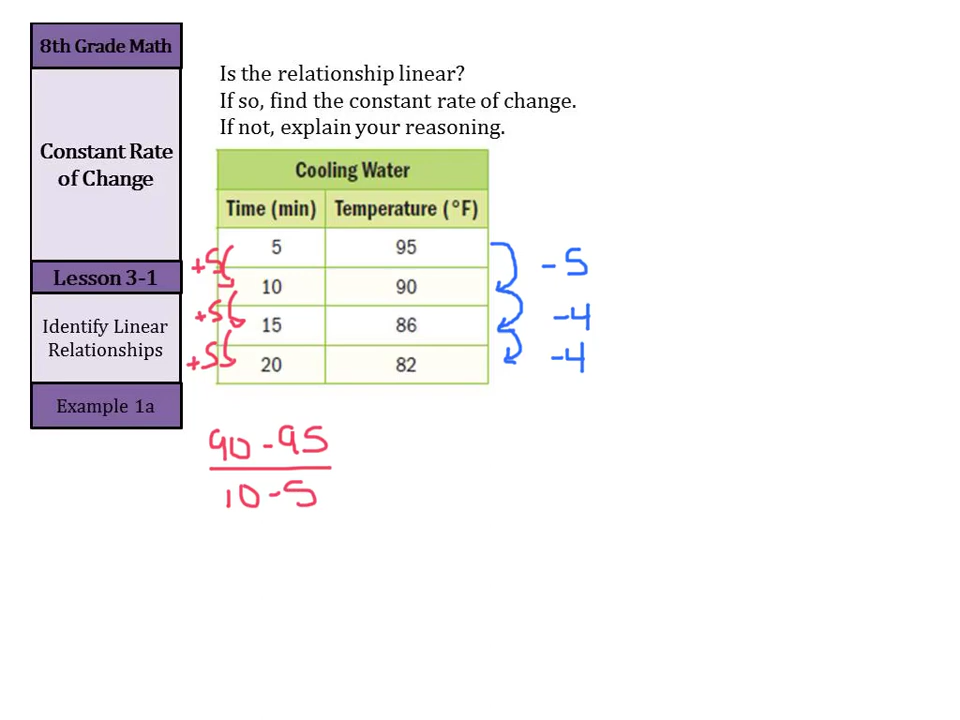 8th Grade Math
Constant Rate
of Change
Lesson 3-1
Identify Linear
Relationships
Example 1a
Is the relationship linear?
If so, find the constant rate of change.
If not, explain your reasoning.
Cooling Water
Time (min) Temperature (°F)
5 95
10 90
15 86
20 82
+5
+5
+5
-5
-4
-4
90-95
10-5